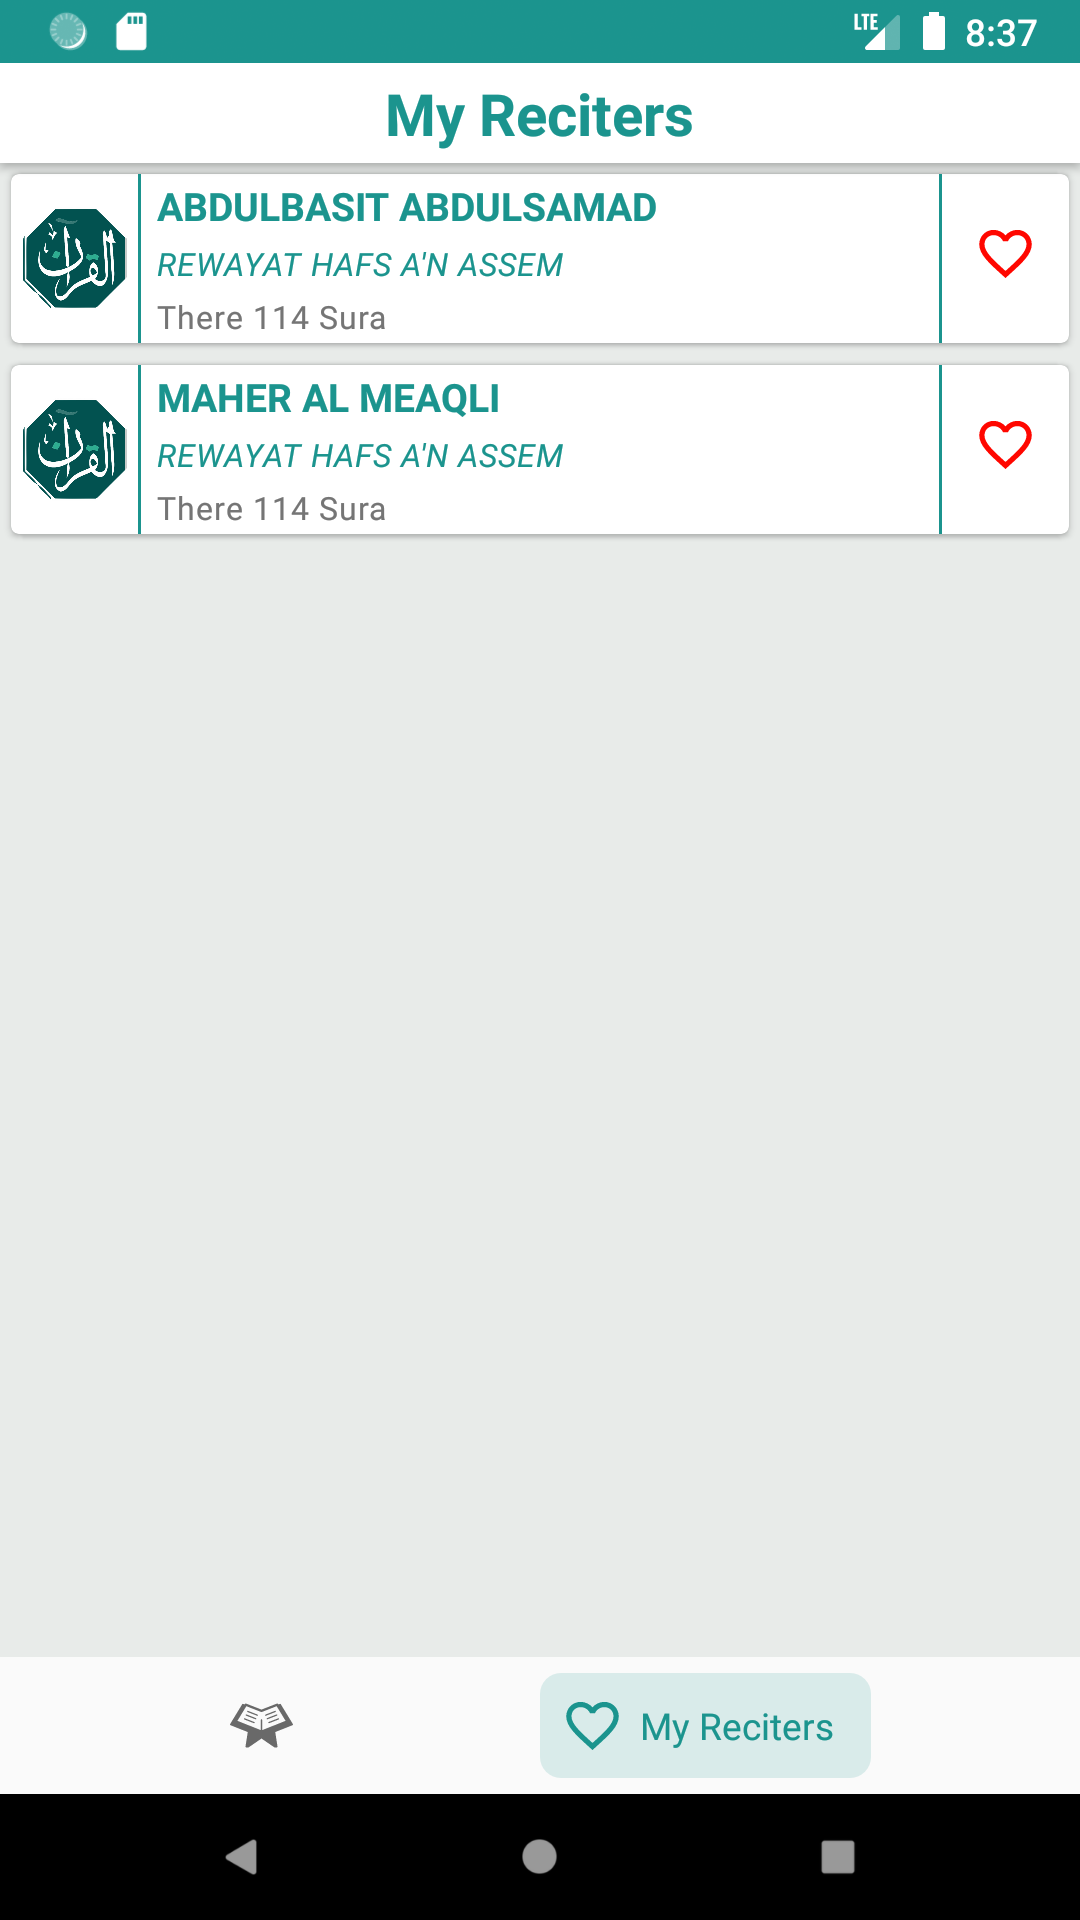 LTE 8:37
My Reciters
ABDULBASIT ABDULSAMAD
REWAYAT HAFS A'N ASSEM
There 114 Sura
القرآن
MAHER AL MEAQLI
REWAYAT HAFS A'N ASSEM
There 114 Sura
القرآن
My Reciters